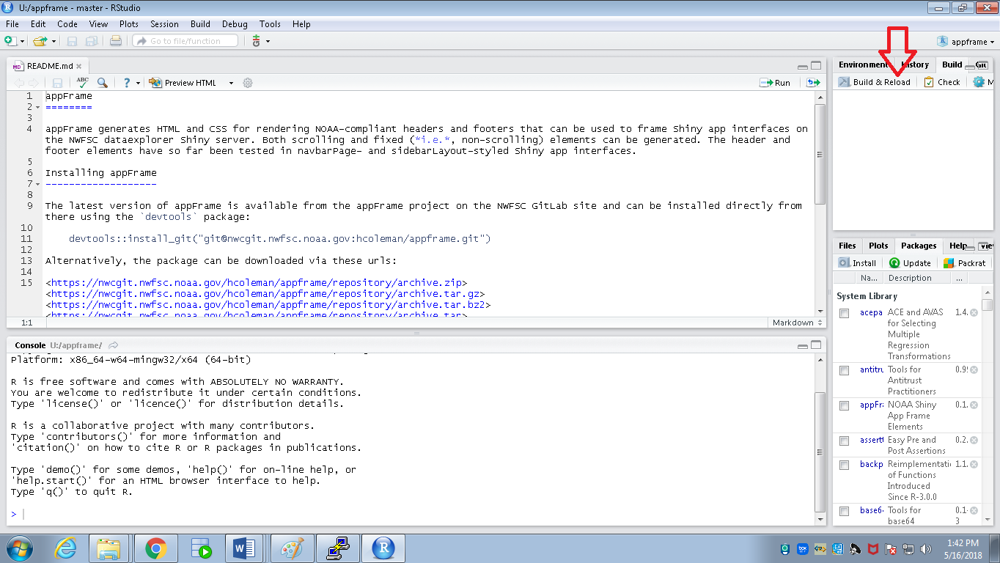 U:/appframe - master - RStudio
File Edit Code View Plots Session Build Debug Tools Help
Go to file/function
appframe
README.md
ABC
Preview HTML
Run
1 appFrame
2 ========
3
4 appFrame generates HTML and CSS for rendering NOAA-compliant headers and footers that can be used to frame Shiny app interfaces on
the NWFSC dataexplorer Shiny server. Both scrolling and fixed (*i.e.*, non-scrolling) elements can be generated. The header and
footer elements have so far been tested in navbarPage- and sidebarLayout-styled Shiny app interfaces.
5
6 Installing appFrame
7 -------------------
8
9 The latest version of appFrame is available from the appFrame project on the NWFSC GitLab site and can be installed directly from
there using the `devtools` package:
10
11 devtools::install_git("git@nwcgit.nwfsc.noaa.gov:hcoleman/appframe.git")
12
13 Alternatively, the package can be downloaded via these urls:
14
15 <https://nwcgit.nwfsc.noaa.gov/hcoleman/appframe/repository/archive.zip>
<https://nwcgit.nwfsc.noaa.gov/hcoleman/appframe/repository/archive.tar.gz>
<https://nwcgit.nwfsc.noaa.gov/hcoleman/appframe/repository/archive.tar.bz2>
<https://nwcgit.nwfsc.noaa.gov/hcoleman/appframe/repository/archive.tar>
1:1 Markdown
Console U:/appframe/
Platform: x86_64-w64-mingw32/x64 (64-bit)
R is free software and comes with ABSOLUTELY NO WARRANTY.
You are welcome to redistribute it under certain conditions.
Type 'license()' or 'licence()' for distribution details.
R is a collaborative project with many contributors.
Type 'contributors()' for more information and
'citation()' on how to cite R or R packages in publications.
Type 'demo()' for some demos, 'help()' for on-line help, or
'help.start()' for an HTML browser interface to help.
Type 'q()' to quit R.
>
Environment History Build Git
Build & Reload Check M
Files Plots Packages Help
Install Update Packrat
Na... Description ...
System Library
acepa ACE and AVAS 1.4.
for Selecting
Multiple
Regression
Transformations
antitru Tools for 0.9
Antitrust
Practitioners
appFra NOAA Shiny 0.1.
App Frame
Elements
assert Easy Pre and 0.2.
Post Assertions
backp Reimplementati 1.1.
of Functions
Introduced
Since R-3.0.0
base64 Tools for 0.1-
base64 3
1:42 PM
5/16/2018